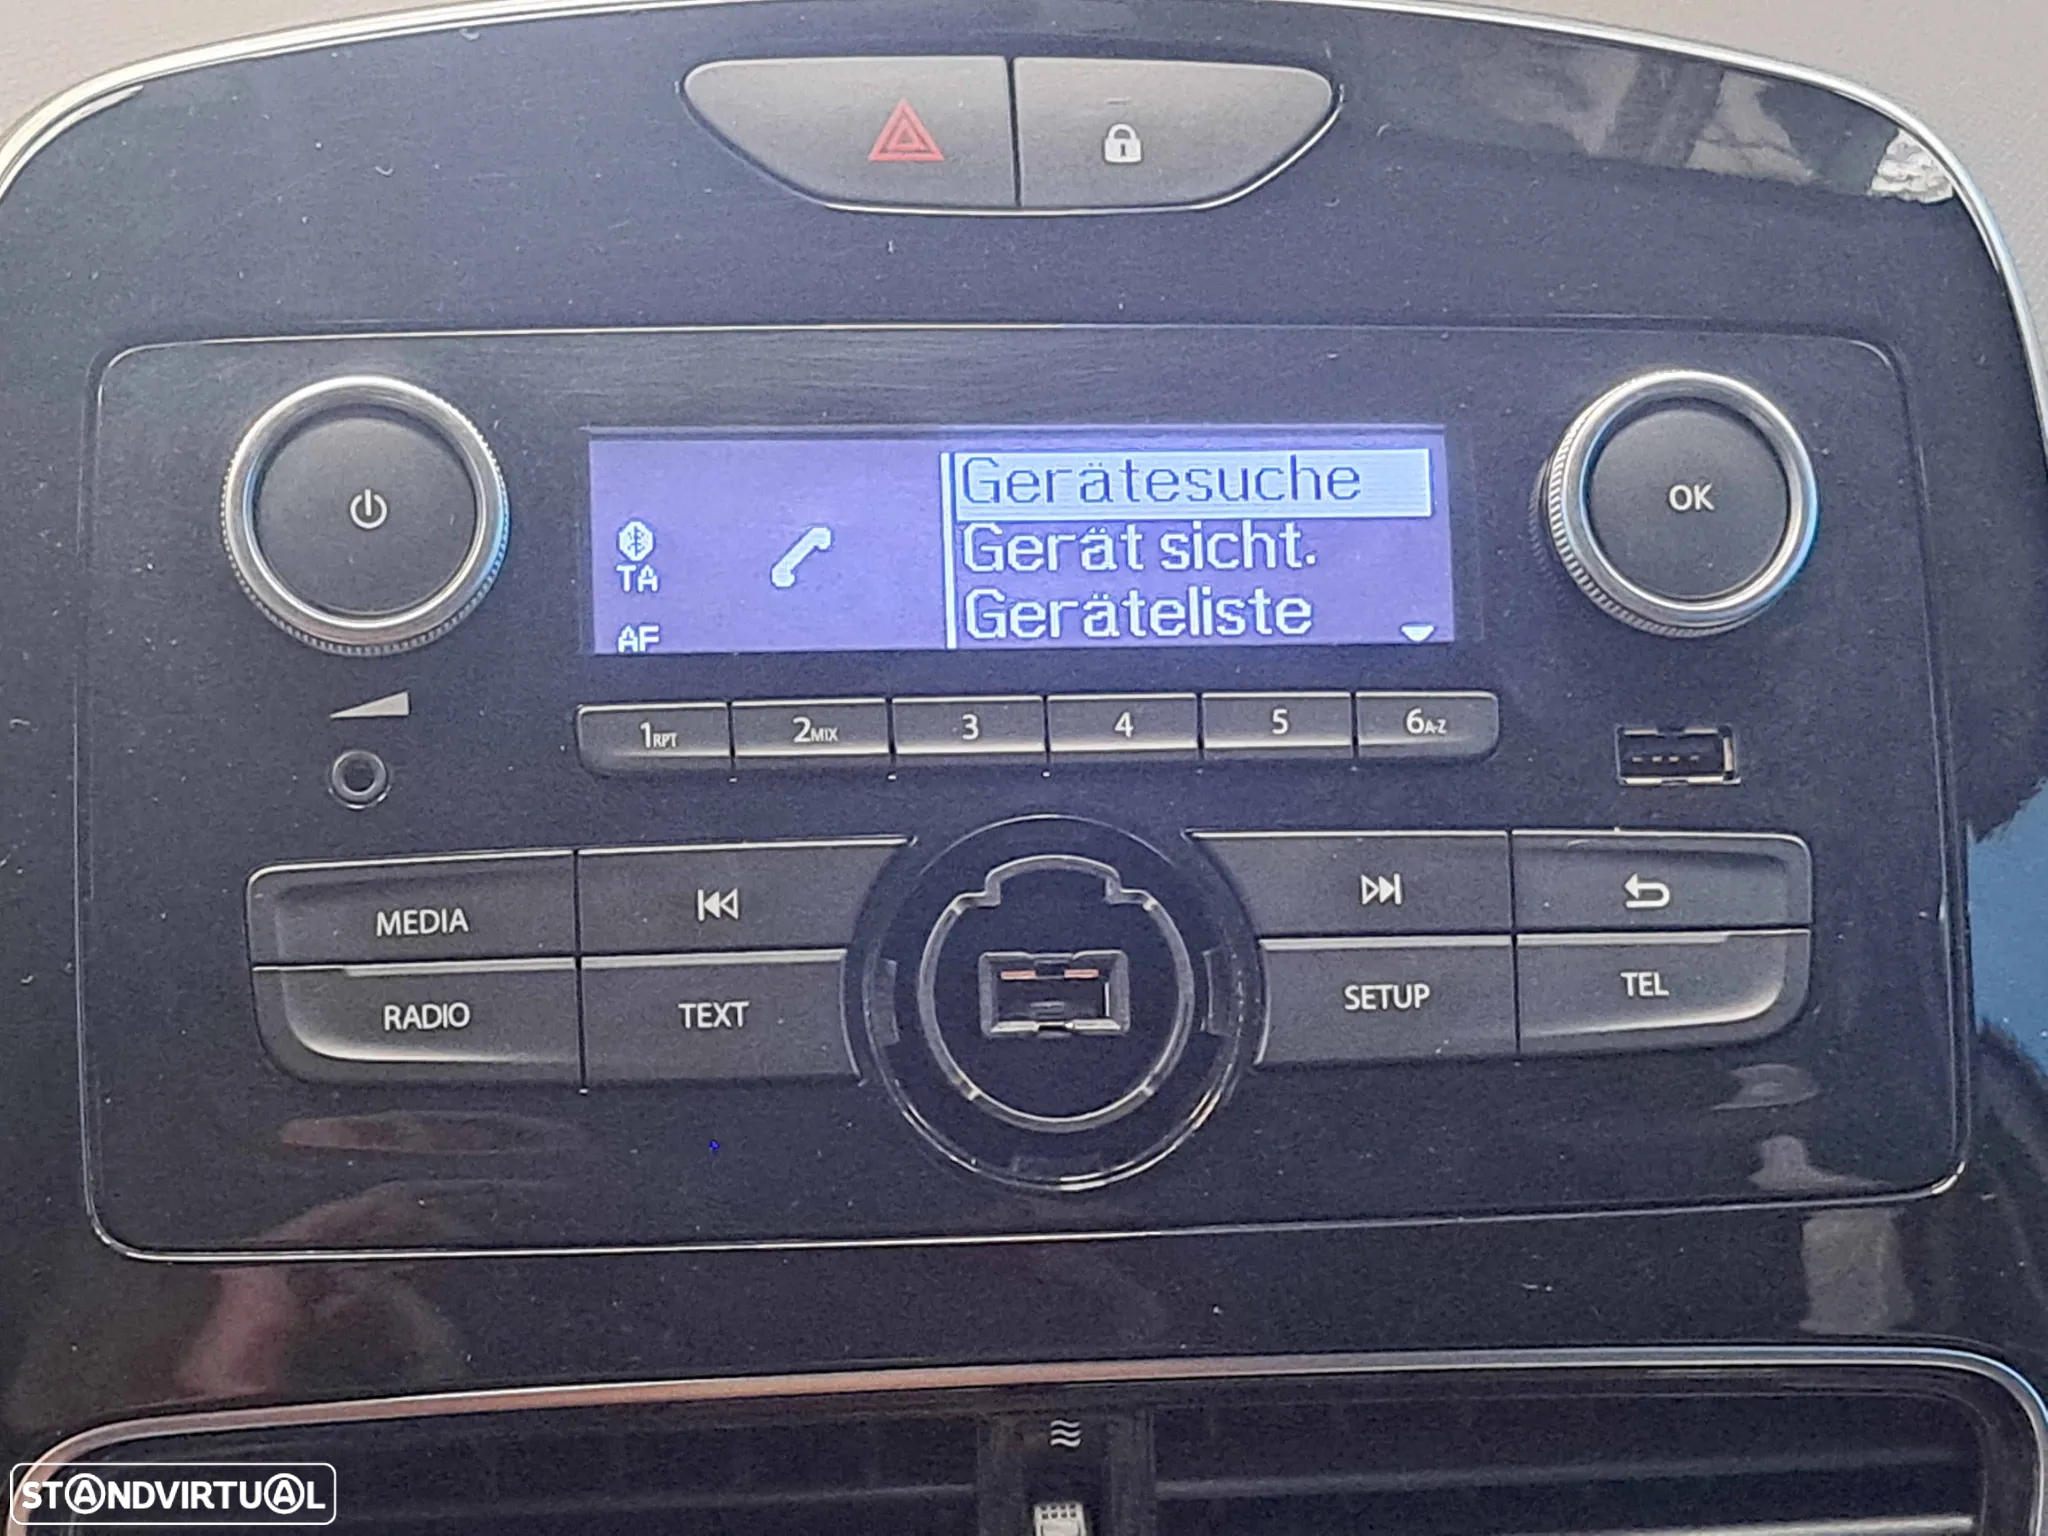 Gerätesuche
Gerät sicht.
TA
Geräteliste
AF
OK
1RPT 2MIX 3 4 5 6A-Z
MEDIA
RADIO TEXT SETUP TEL
STANDVIRTUAL